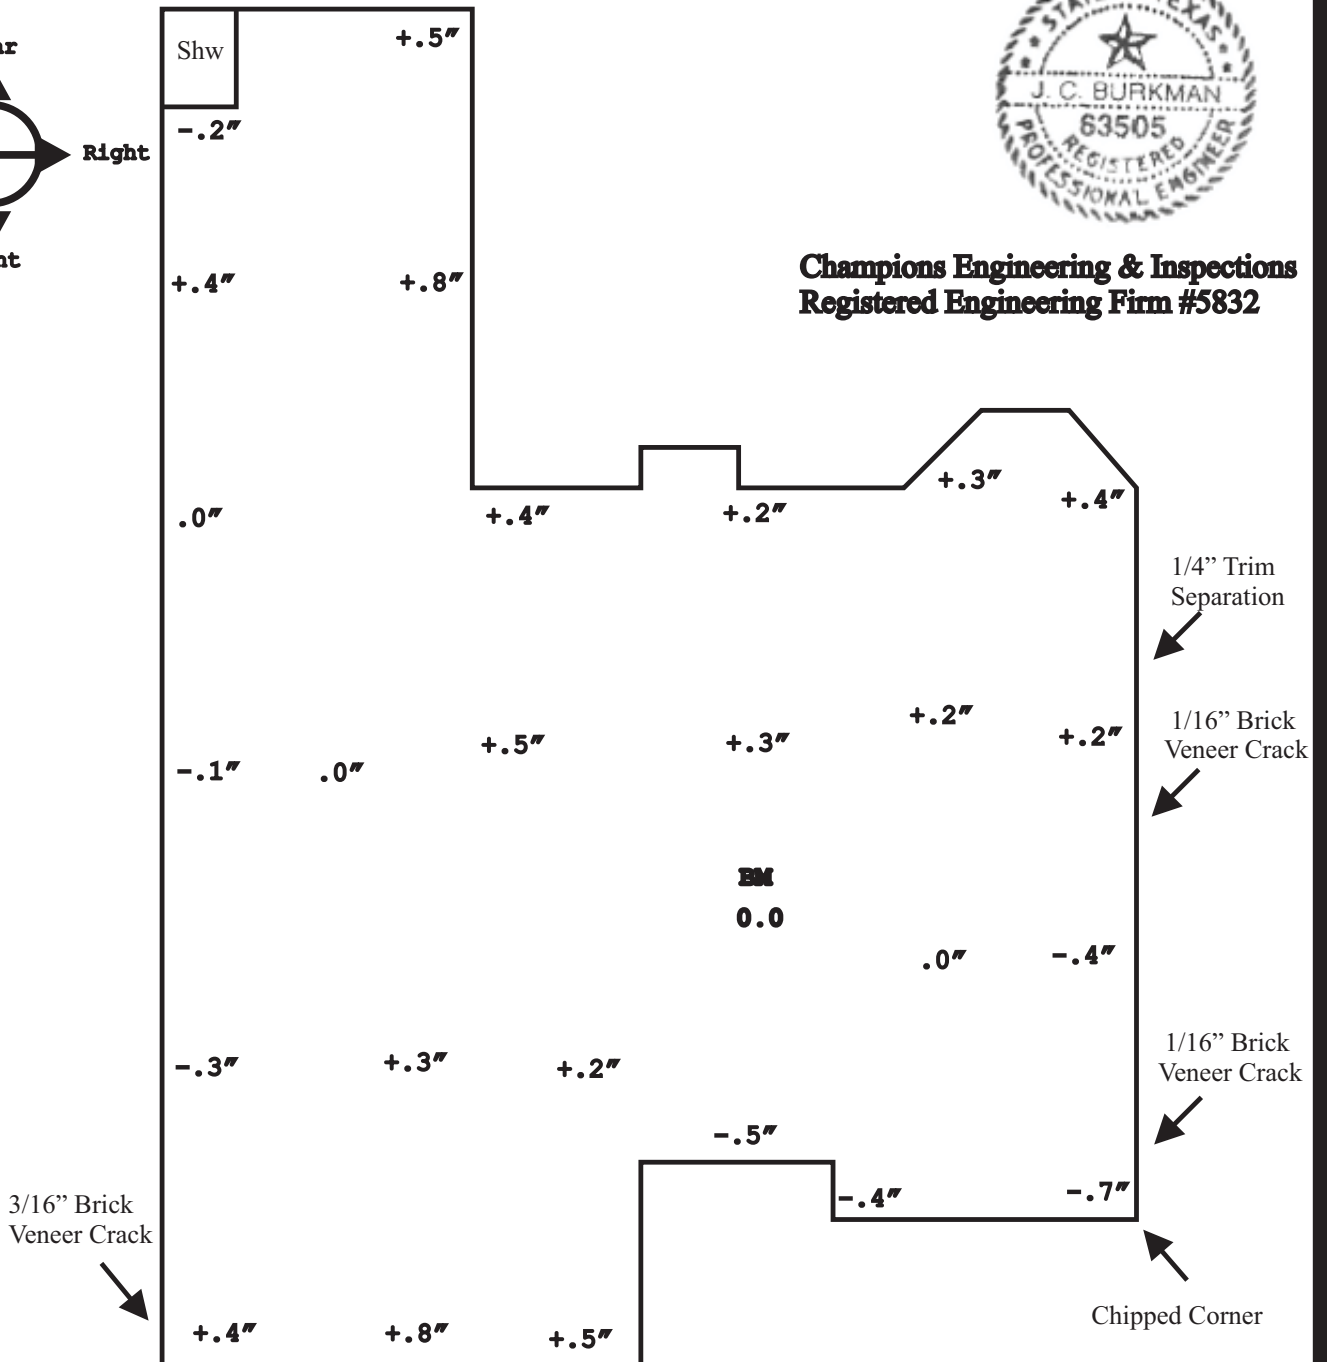 Shw
+.5″
ar
-.2″
Right
nt
TEXAS
J. C. BURKMAN
63505
REGISTERED
PROFESSIONAL ENGINEER
Champions Engineering & Inspections
Registered Engineering Firm #5832
+.4″
+.8″
.0″
+.4″
+.2″
+.3″
+.4″
1/4” Trim
Separation
1/16” Brick
Veneer Crack
-.1″
.0″
+.5″
+.3″
+.2″
+.2″
BM
0.0
.0″
-.4″
-.3″
+.3″
+.2″
1/16” Brick
Veneer Crack
-.5″
-.4″
-.7″
3/16” Brick
Veneer Crack
Chipped Corner
+.4″
+.8″
+.5″